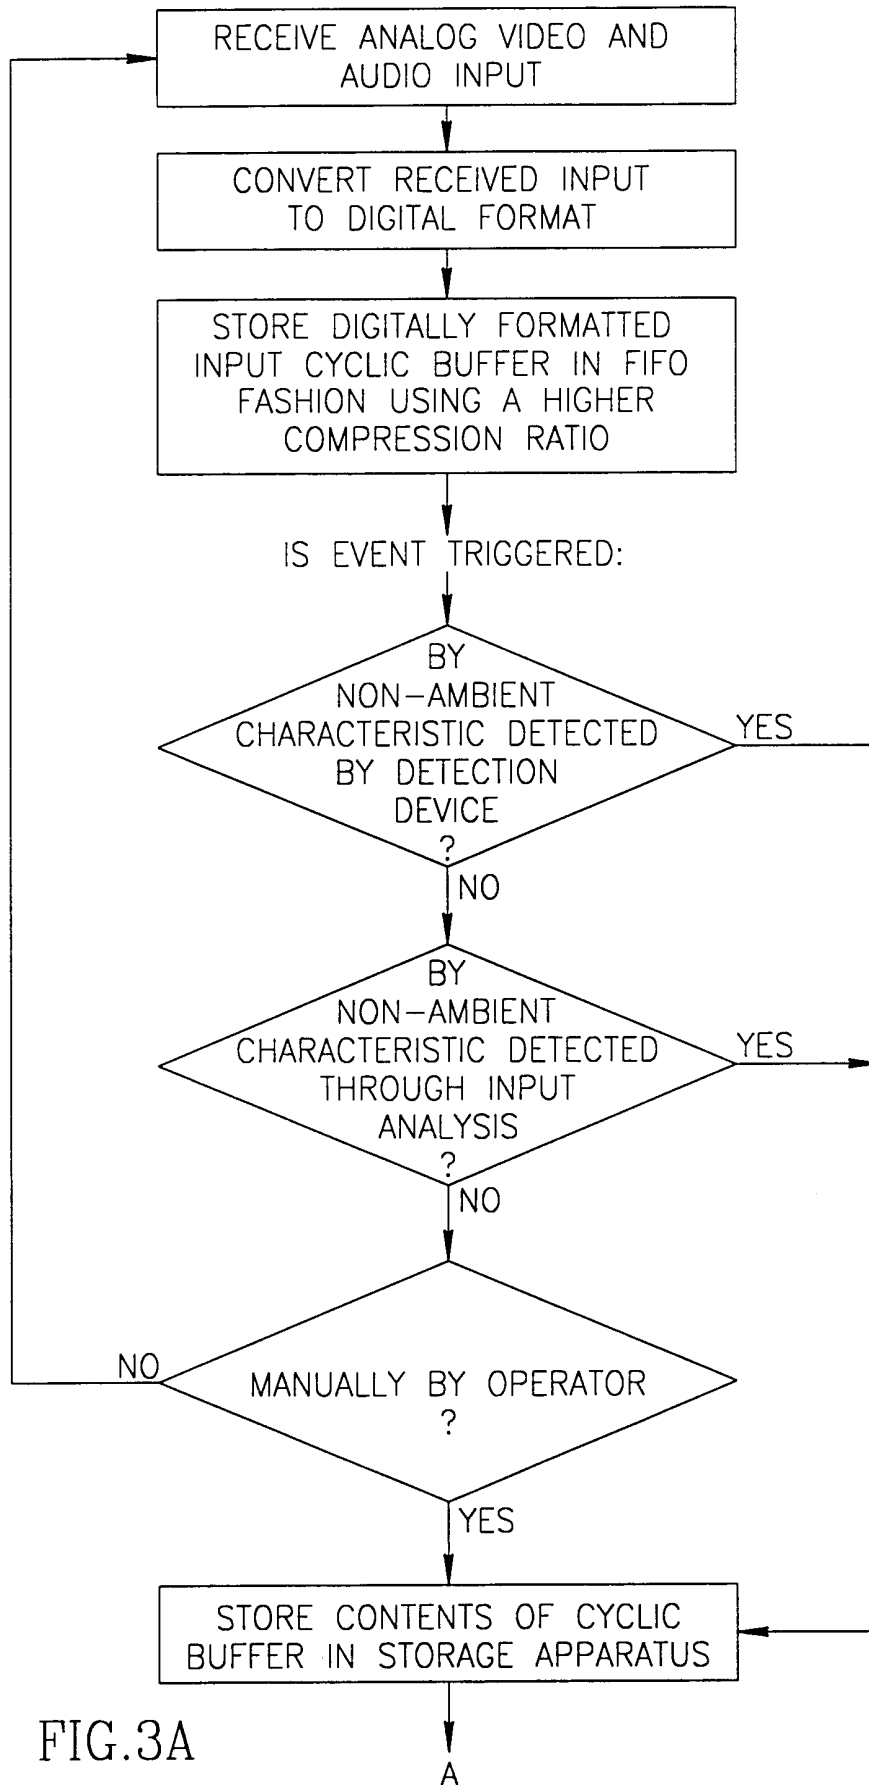 RECEIVE ANALOG VIDEO AND
AUDIO INPUT
CONVERT RECEIVED INPUT
TO DIGITAL FORMAT
STORE DIGITALLY FORMATTED
INPUT CYCLIC BUFFER IN FIFO
FASHION USING A HIGHER
COMPRESSION RATIO
IS EVENT TRIGGERED:
BY
NON-AMBIENT
CHARACTERISTIC DETECTED
BY DETECTION
DEVICE
?
YES
NO
BY
NON-AMBIENT
CHARACTERISTIC DETECTED
THROUGH INPUT
ANALYSIS
?
YES
NO
MANUALLY BY OPERATOR
?
NO
YES
STORE CONTENTS OF CYCLIC
BUFFER IN STORAGE APPARATUS
A
FIG.3A